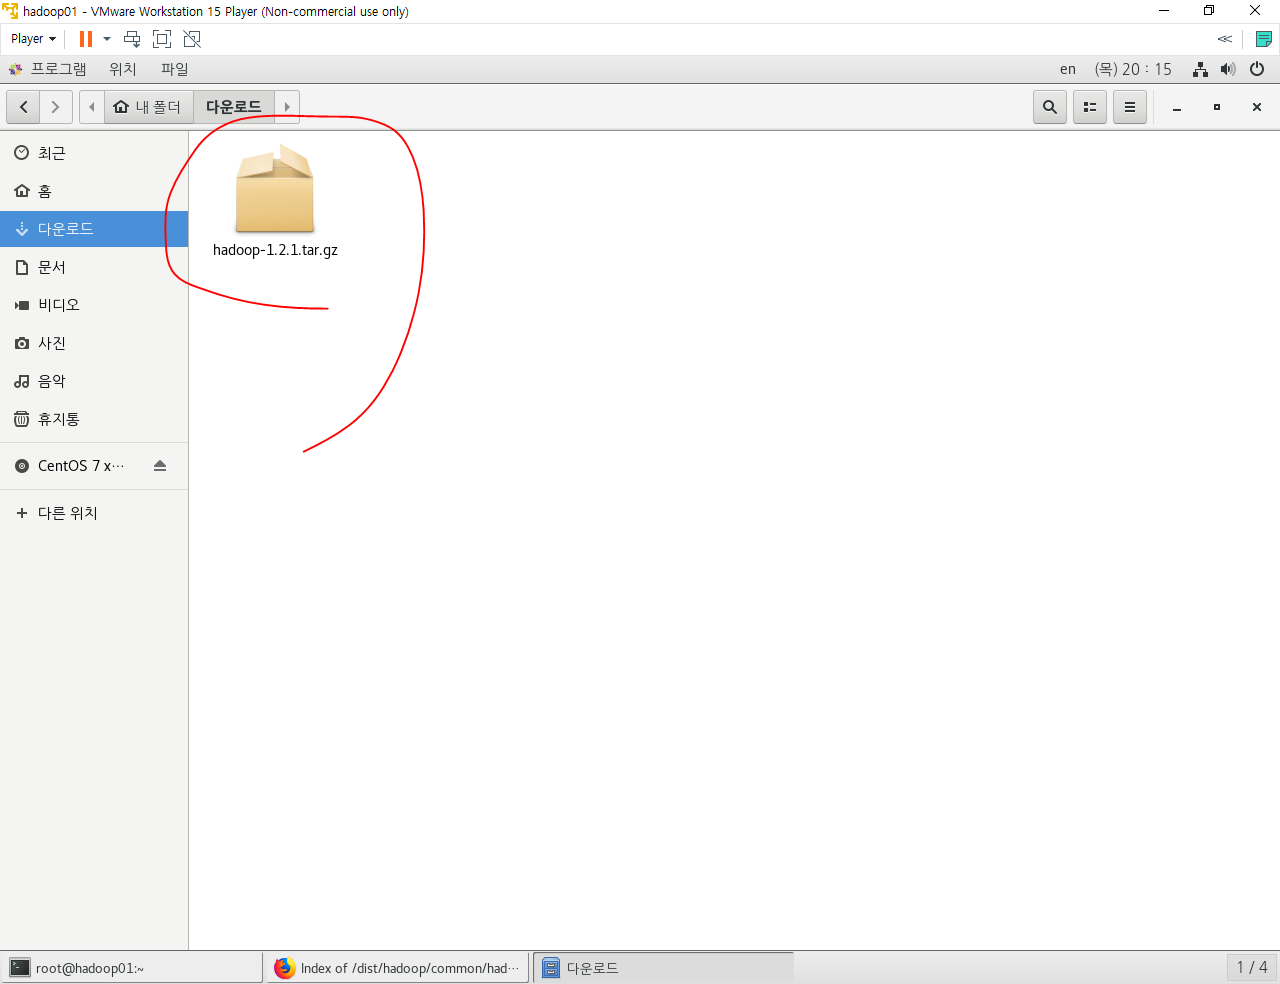 hadoop01 - VMware Workstation 15 Player (Non-commercial use only)
Player
프로그램 위치 파일 en (목) 20 : 15
내 폴더 다운로드
최근
홈
다운로드
문서
비디오
사진
음악
휴지통
CentOS 7 x…
다른 위치
hadoop-1.2.1.tar.gz
root@hadoop01:~ Index of /dist/hadoop/common/had… 다운로드 1 / 4